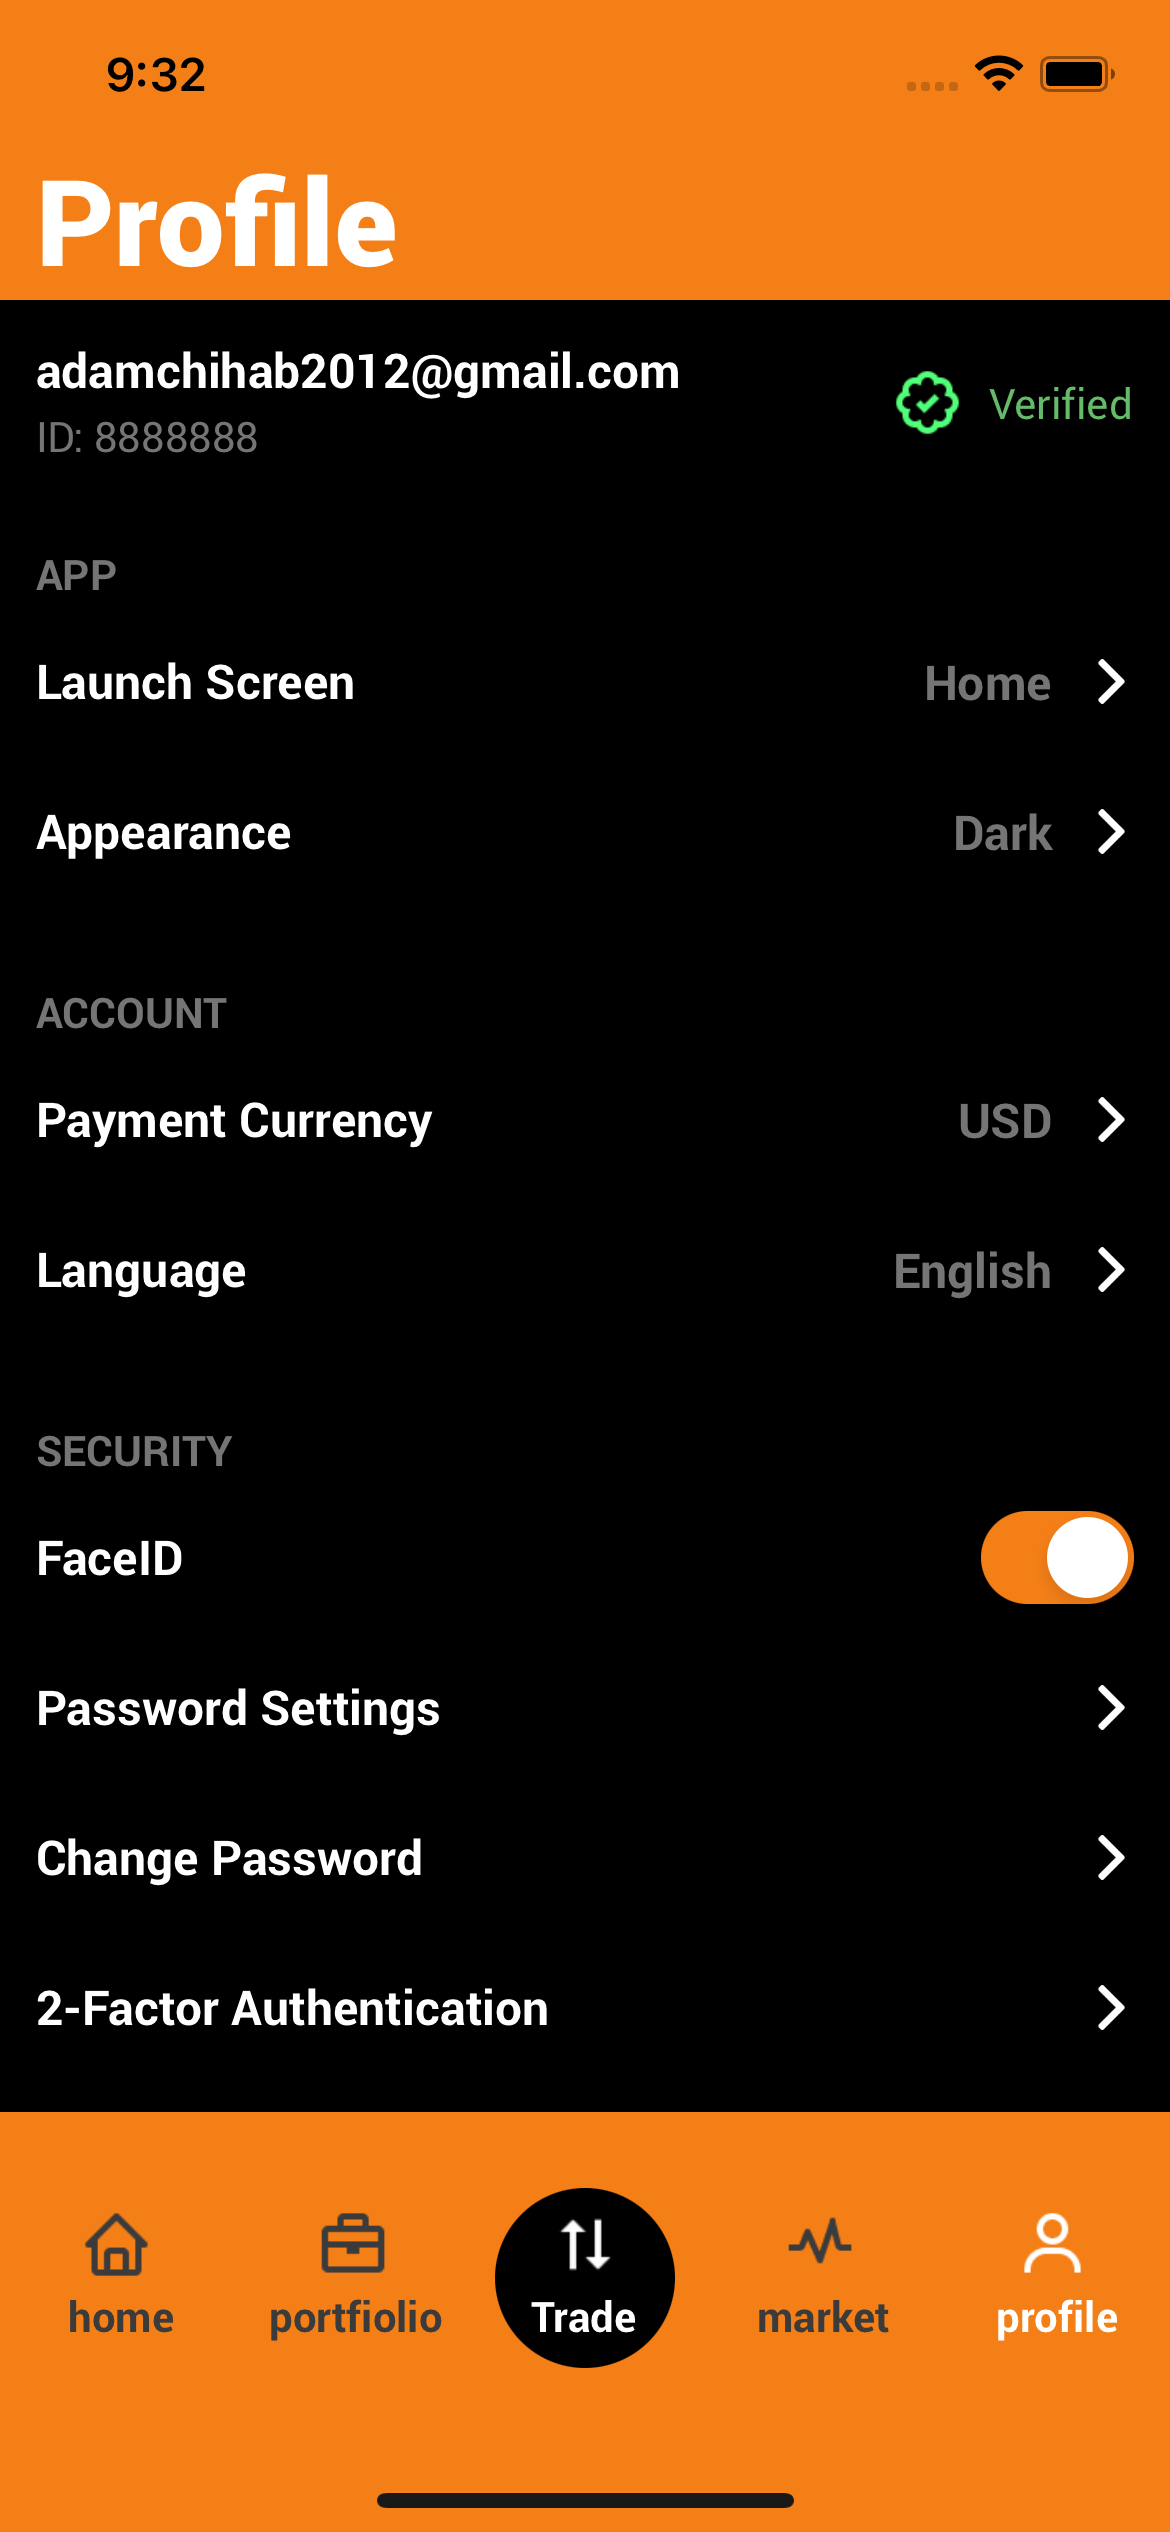 9:32
Profile
adamchihab2012@gmail.com
Verified
ID: 8888888
APP
Launch Screen Home
Appearance Dark
ACCOUNT
Payment Currency USD
Language English
SECURITY
FaceID
Password Settings
Change Password
2-Factor Authentication
home portfiolio Trade market profile